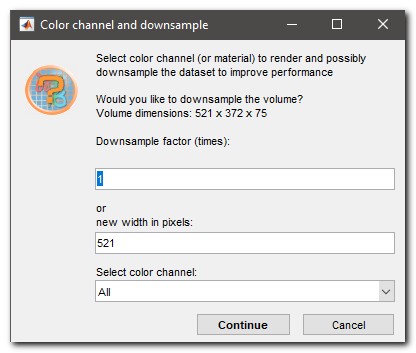 Color channel and downsample
Select color channel (or material) to render and possibly
downsample the dataset to improve performance
Would you like to downsample the volume?
Volume dimensions: 521 x 372 x 75
Downsample factor (times):
1
or
new width in pixels:
521
Select color channel:
All
Continue
Cancel